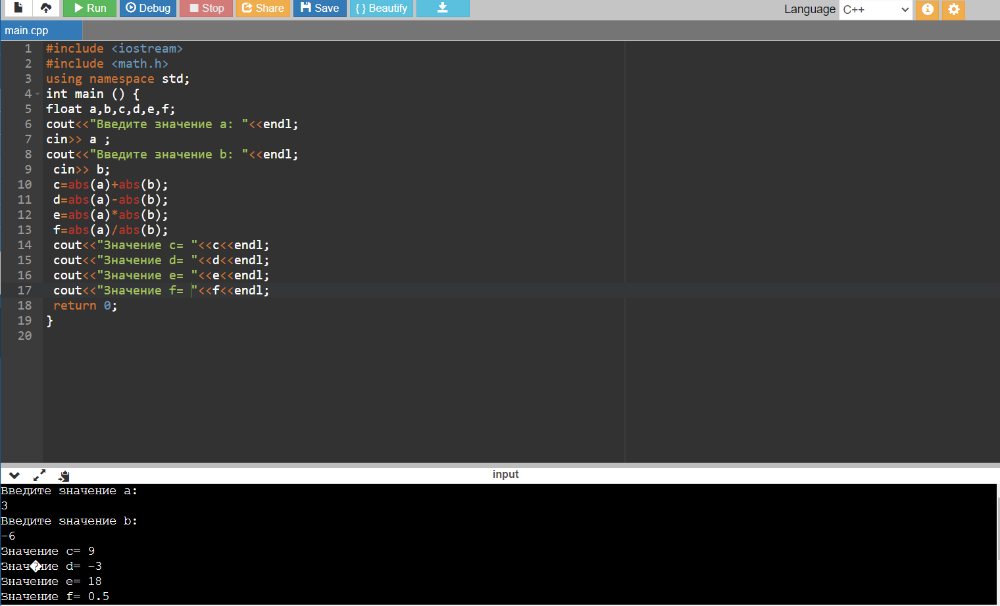 Run Debug Stop Share Save { } Beautify Language C++
main.cpp
1 #include <iostream>
2 #include <math.h>
3 using namespace std;
4 int main () {
5 float a,b,c,d,e,f;
6 cout<<"Введите значение a: "<<endl;
7 cin>> a ;
8 cout<<"Введите значение b: "<<endl;
9 cin>> b;
10 c=abs(a)+abs(b);
11 d=abs(a)-abs(b);
12 e=abs(a)*abs(b);
13 f=abs(a)/abs(b);
14 cout<<"Значение c= "<<c<<endl;
15 cout<<"Значение d= "<<d<<endl;
16 cout<<"Значение e= "<<e<<endl;
17 cout<<"Значение f= "<<f<<endl;
18 return 0;
19 }
20
input
Введите значение a:
3
Введите значение b:
-6
Значение c= 9
Знач�ние d= -3
Значение e= 18
Значение f= 0.5